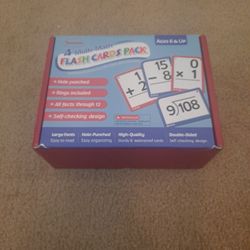 FLASH CARDS PACK
Ages 6 & Up
Hole punched
Rings included
All facts through 12
Self-checking design
1
+ 2
15
- 8
0
× 1
9)108
Large Fonts
Easy to read
Hole-Punched
Easy organizing
High-Quality
Sturdy & waterproof cards
Double-Sided
Self checking design